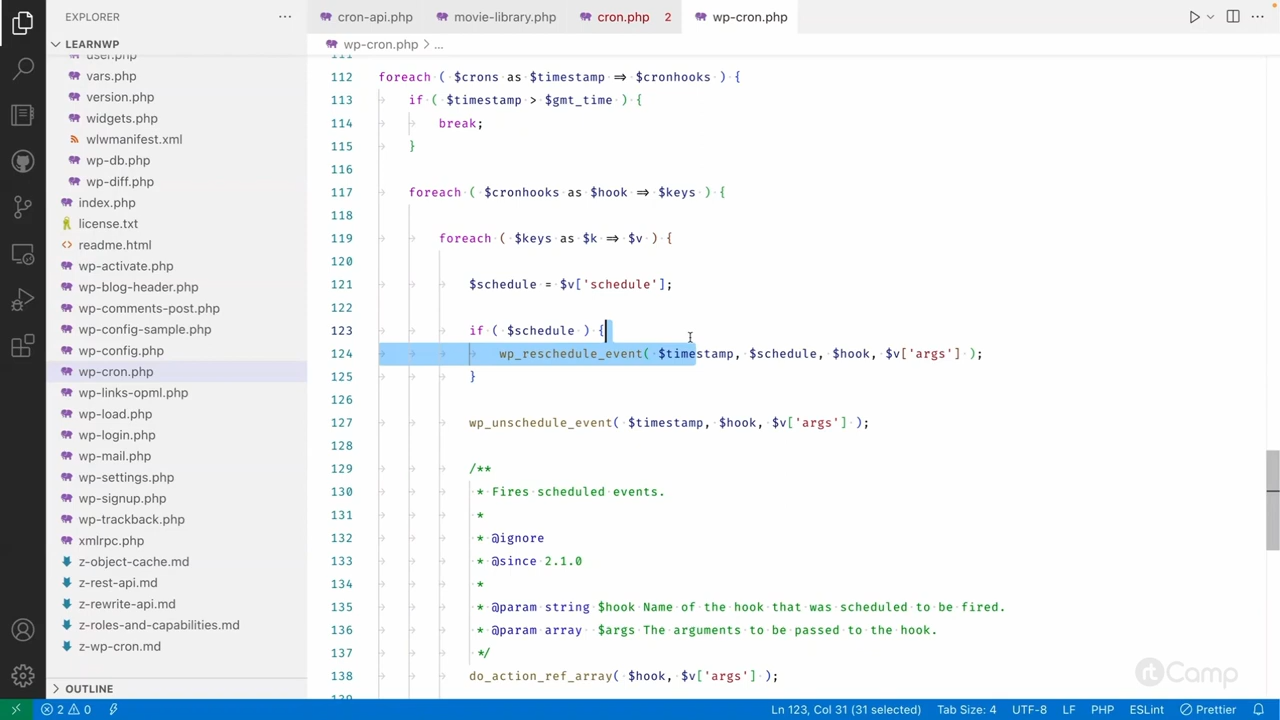 EXPLORER
cron-api.php
movie-library.php
cron.php 2
wp-cron.php
LEARNWP
wp-cron.php > ...
user.php
vars.php
version.php
widgets.php
wlwmanifest.xml
wp-db.php
wp-diff.php
index.php
license.txt
readme.html
wp-activate.php
wp-blog-header.php
wp-comments-post.php
wp-config-sample.php
wp-config.php
wp-cron.php
wp-links-opml.php
wp-load.php
wp-login.php
wp-mail.php
wp-settings.php
wp-signup.php
wp-trackback.php
xmlrpc.php
z-object-cache.md
z-rest-api.md
z-rewrite-api.md
z-roles-and-capabilities.md
z-wp-cron.md
OUTLINE
111
112 foreach ( $crons as $timestamp => $cronhooks ) {
113 if ( $timestamp > $gmt_time ) {
114 break;
115 }
116
117 foreach ( $cronhooks as $hook => $keys ) {
118
119 foreach ( $keys as $k => $v ) {
120
121 $schedule = $v['schedule'];
122
123 if ( $schedule ) {
124 wp_reschedule_event( $timestamp, $schedule, $hook, $v['args'] );
125 }
126
127 wp_unschedule_event( $timestamp, $hook, $v['args'] );
128
129 /**
130 * Fires scheduled events.
131 *
132 * @ignore
133 * @since 2.1.0
134 *
135 * @param string $hook Name of the hook that was scheduled to be fired.
136 * @param array $args The arguments to be passed to the hook.
137 */
138 do_action_ref_array( $hook, $v['args'] );
139
rtCamp
2 0
Ln 123, Col 31 (31 selected) Tab Size: 4 UTF-8 LF PHP ESLint Prettier